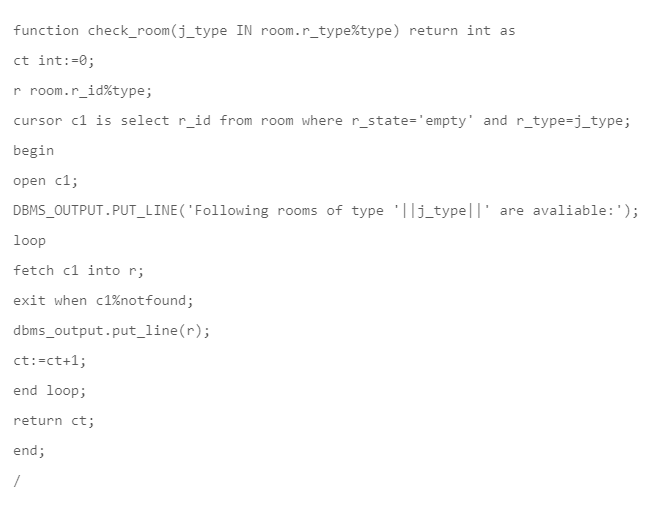 function check_room(j_type IN room.r_type%type) return int as
ct int:=0;
r room.r_id%type;
cursor c1 is select r_id from room where r_state='empty' and r_type=j_type;
begin
open c1;
DBMS_OUTPUT.PUT_LINE('Following rooms of type '||j_type||' are avaliable:');
loop
fetch c1 into r;
exit when c1%notfound;
dbms_output.put_line(r);
ct:=ct+1;
end loop;
return ct;
end;
/